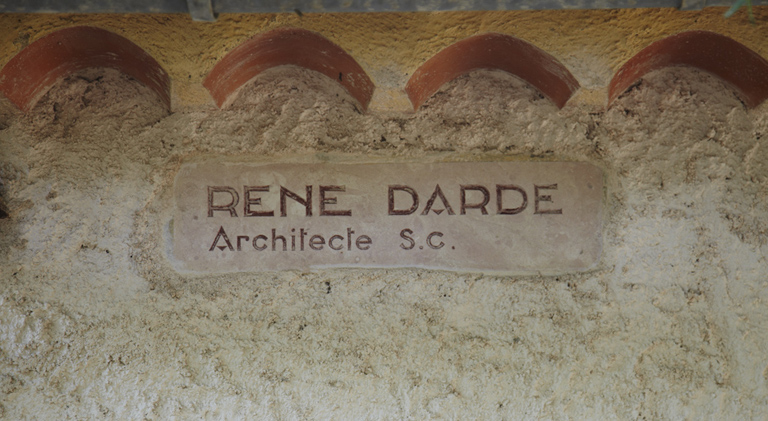 RENE DARDE
Architecte S.C.